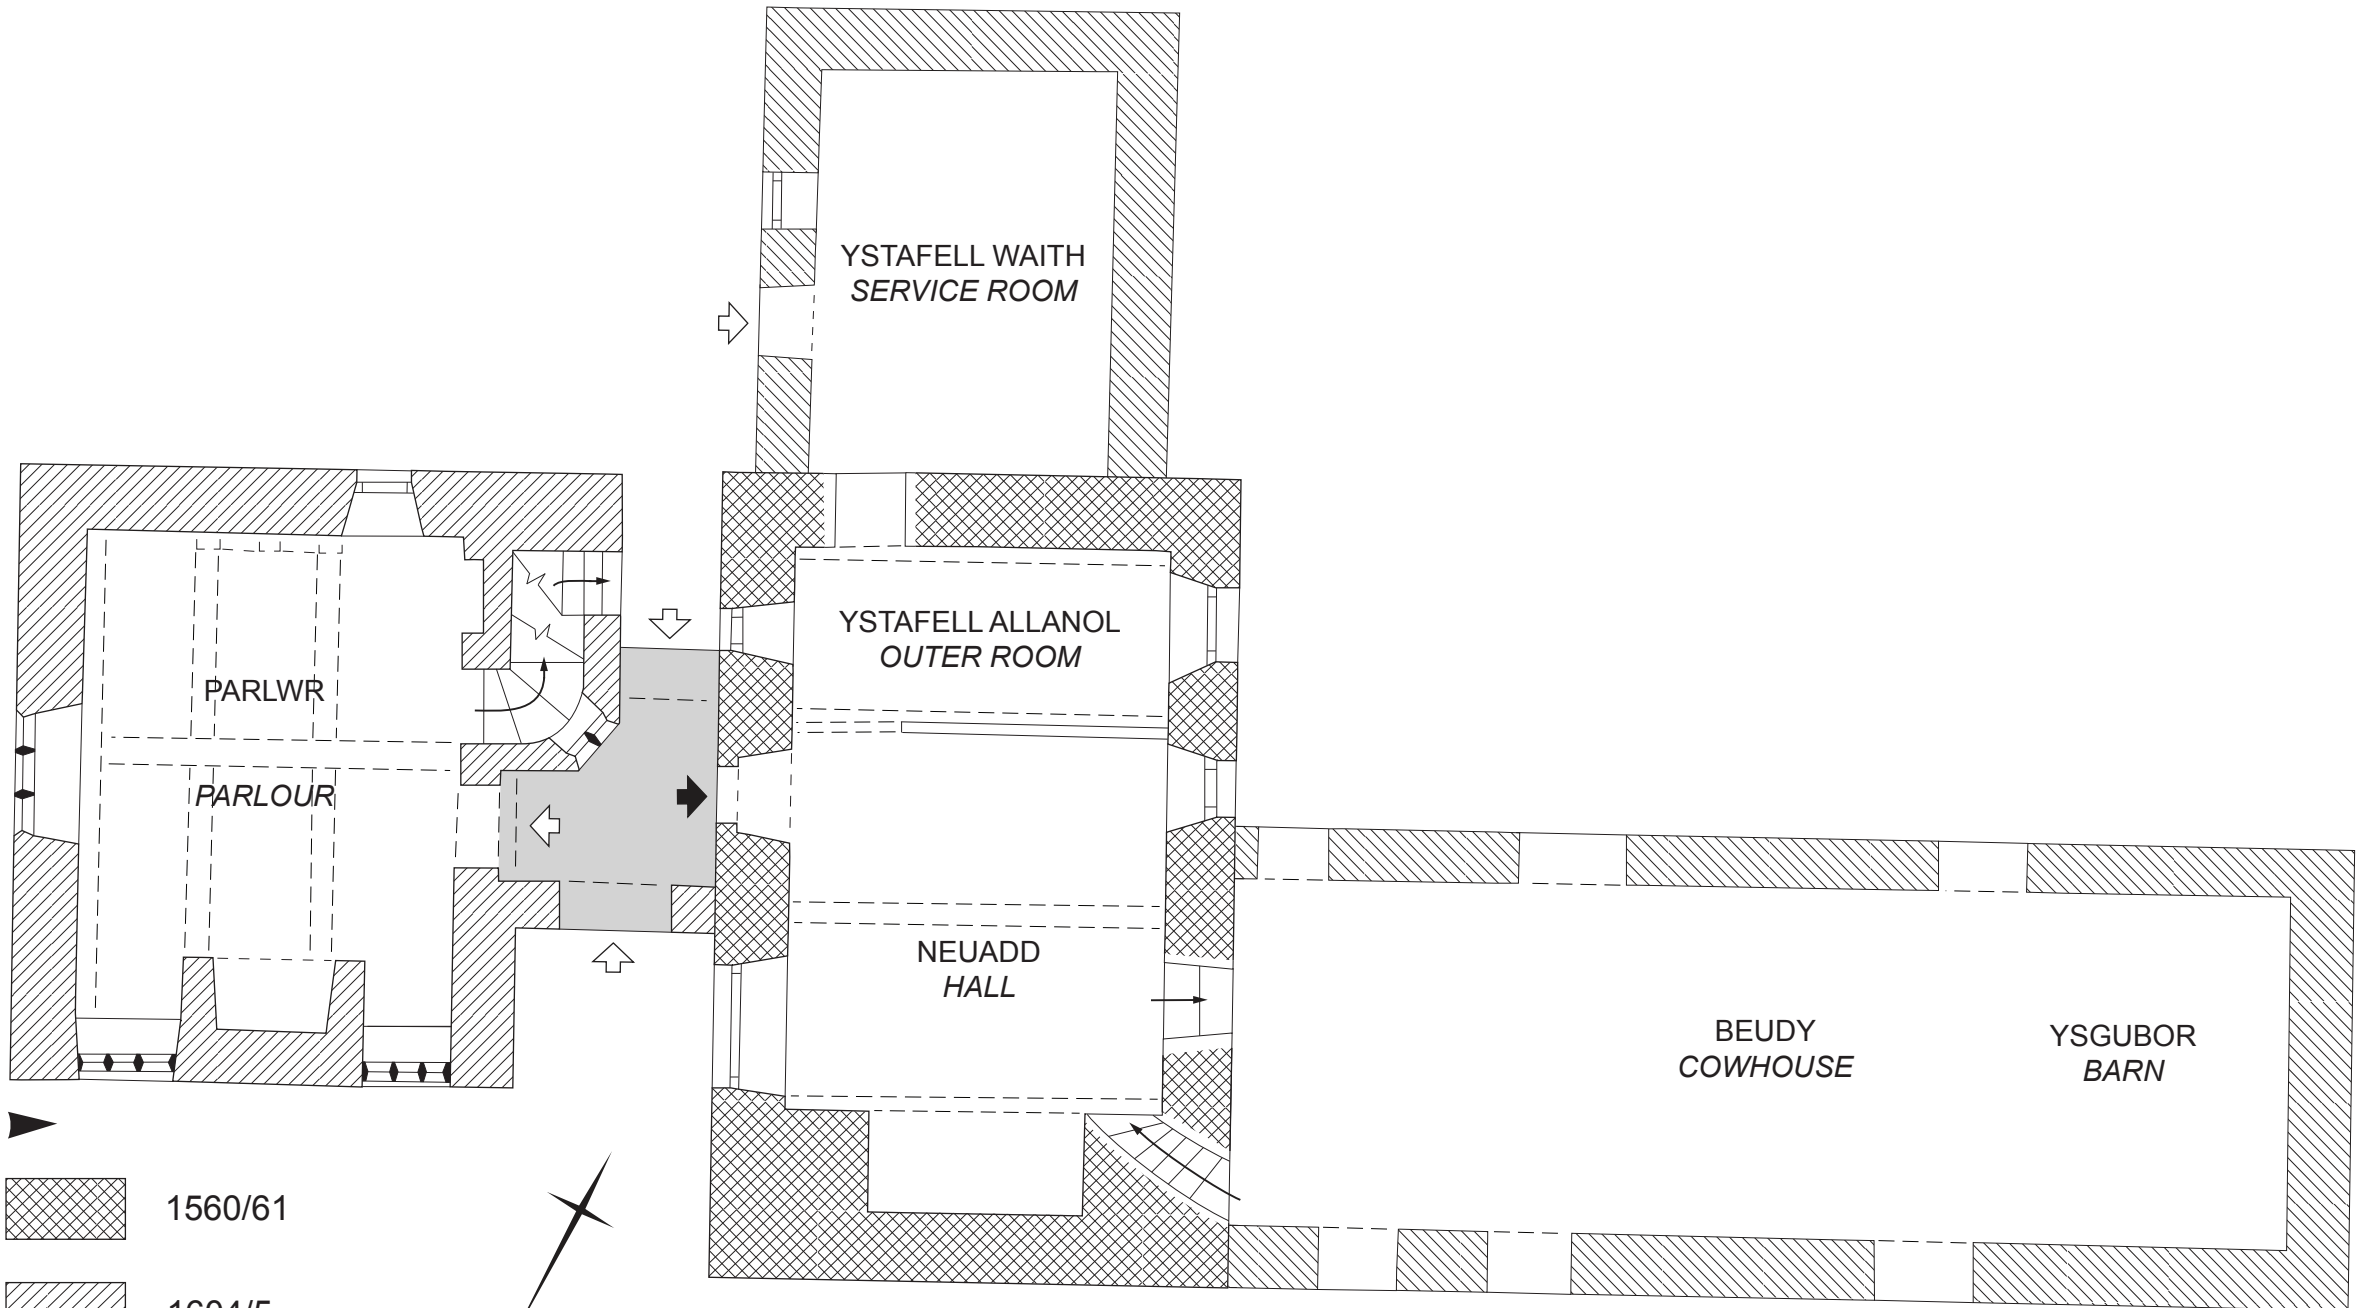 YSTAFELL WAITH
SERVICE ROOM
YSTAFELL ALLANOL
OUTER ROOM
PARLWR
PARLOUR
NEUADD
HALL
BEUDY
COWHOUSE
YSGUBOR
BARN
1560/61